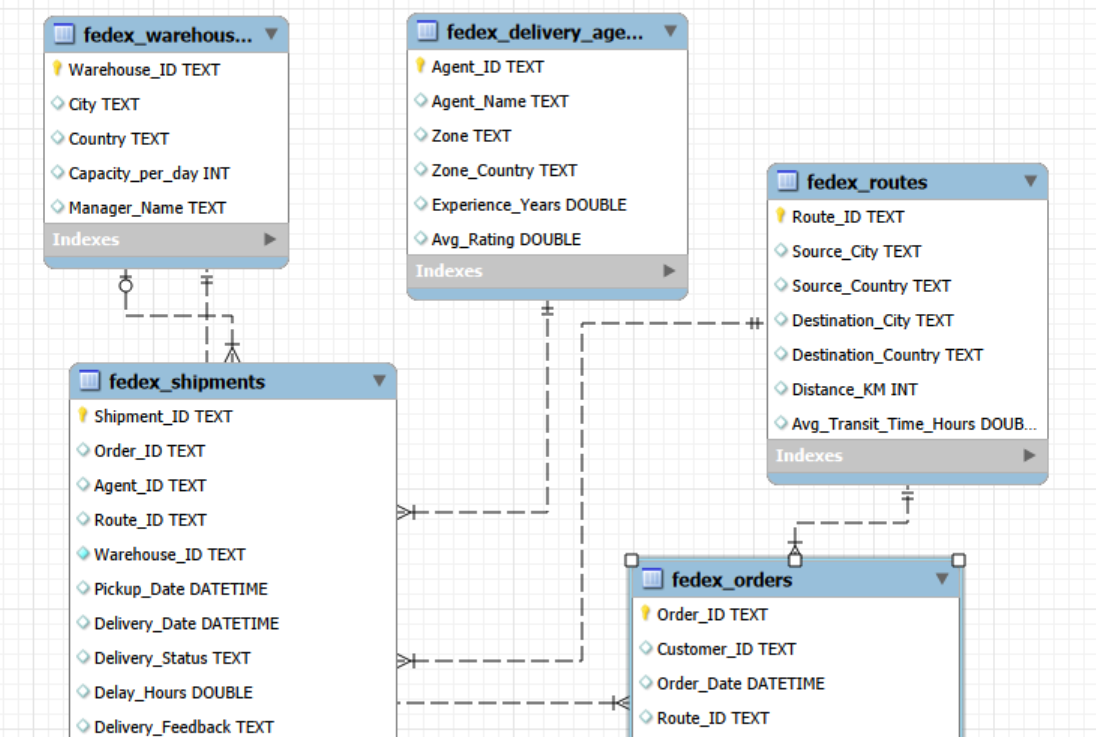 fedex_warehous...
Warehouse_ID TEXT
City TEXT
Country TEXT
Capacity_per_day INT
Manager_Name TEXT
Indexes
fedex_delivery_age...
Agent_ID TEXT
Agent_Name TEXT
Zone TEXT
Zone_Country TEXT
Experience_Years DOUBLE
Avg_Rating DOUBLE
Indexes
fedex_routes
Route_ID TEXT
Source_City TEXT
Source_Country TEXT
Destination_City TEXT
Destination_Country TEXT
Distance_KM INT
Avg_Transit_Time_Hours DOUB...
Indexes
fedex_shipments
Shipment_ID TEXT
Order_ID TEXT
Agent_ID TEXT
Route_ID TEXT
Warehouse_ID TEXT
Pickup_Date DATETIME
Delivery_Date DATETIME
Delivery_Status TEXT
Delay_Hours DOUBLE
Delivery_Feedback TEXT
fedex_orders
Order_ID TEXT
Customer_ID TEXT
Order_Date DATETIME
Route_ID TEXT